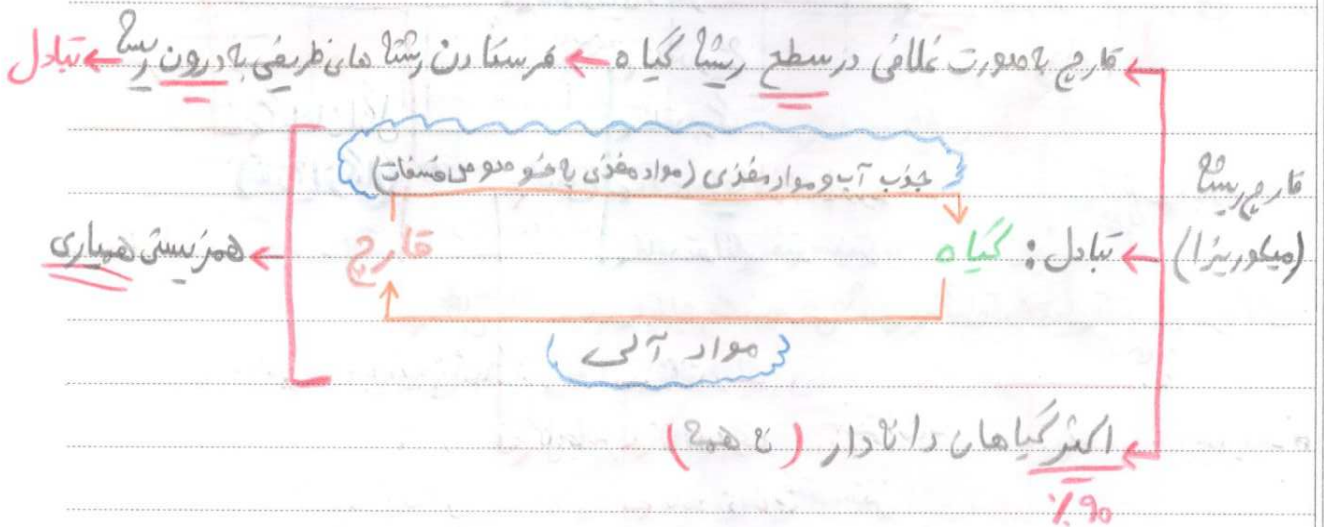 قارچ به صورت غلافی در سطح ریشه گیاه ← فرستادن رشته های ظریفی به درون ریشه ← تبادل
جذب آب و مواد مغذی (مواد مغذی به خصوص فسفات)
قارچ ریشه
(میکوریزا)
تبادل: گیاه قارچ
همزیستی همیاری
مواد آلی
اکثر گیاهان دانه دار (نه همه)
٪۹۰